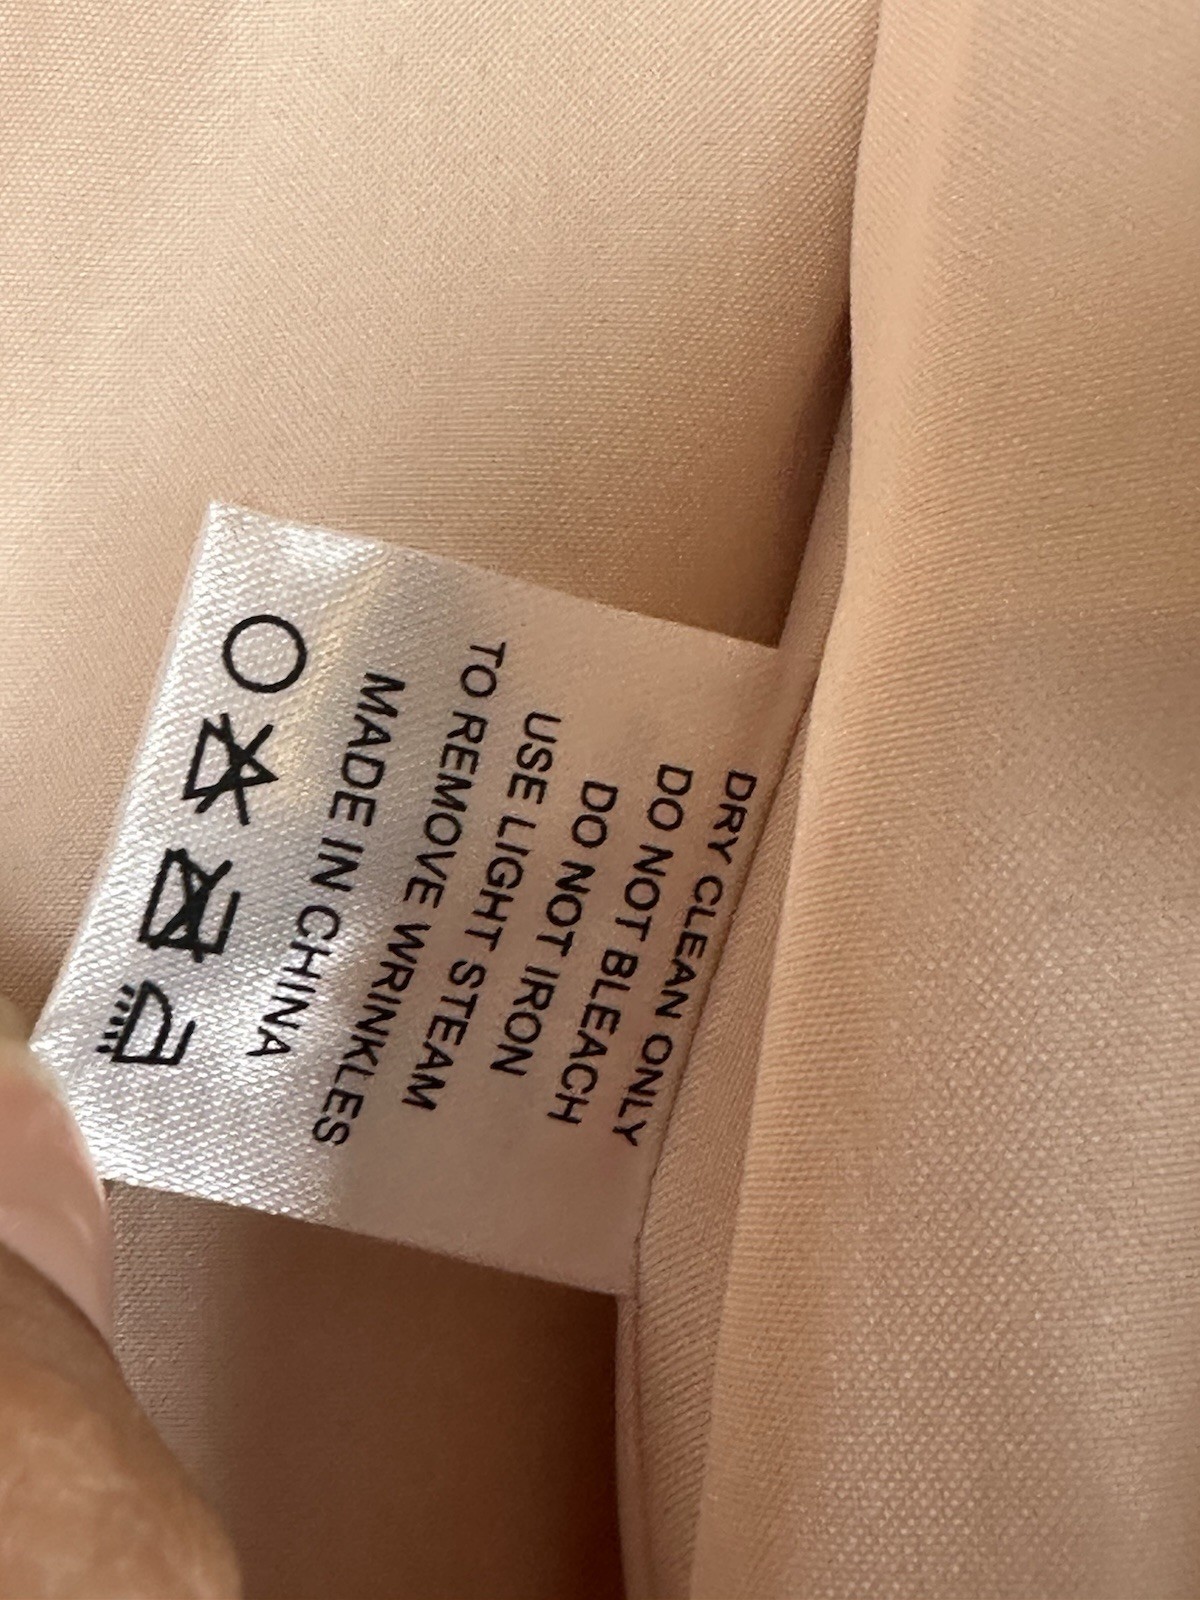 DRY CLEAN ONLY
DO NOT BLEACH
DO NOT IRON
USE LIGHT STEAM
TO REMOVE WRINKLES
MADE IN CHINA